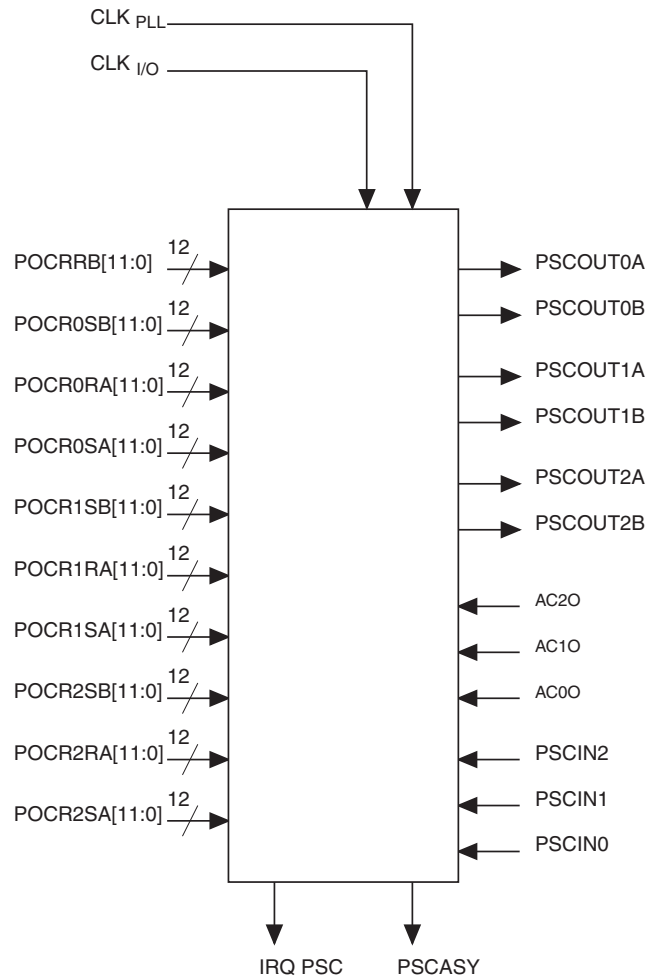 CLK PLL
CLK I/O
12
POCRRB[11:0]
PSCOUT0A
12
POCR0SB[11:0]
PSCOUT0B
12
POCR0RA[11:0]
PSCOUT1A
12
POCR0SA[11:0]
PSCOUT1B
12
POCR1SB[11:0]
PSCOUT2A
PSCOUT2B
12
POCR1RA[11:0]
AC2O
12
POCR1SA[11:0]
AC1O
12
POCR2SB[11:0]
AC0O
12
POCR2RA[11:0]
PSCIN2
12
POCR2SA[11:0]
PSCIN1
PSCIN0
IRQ PSC
PSCASY